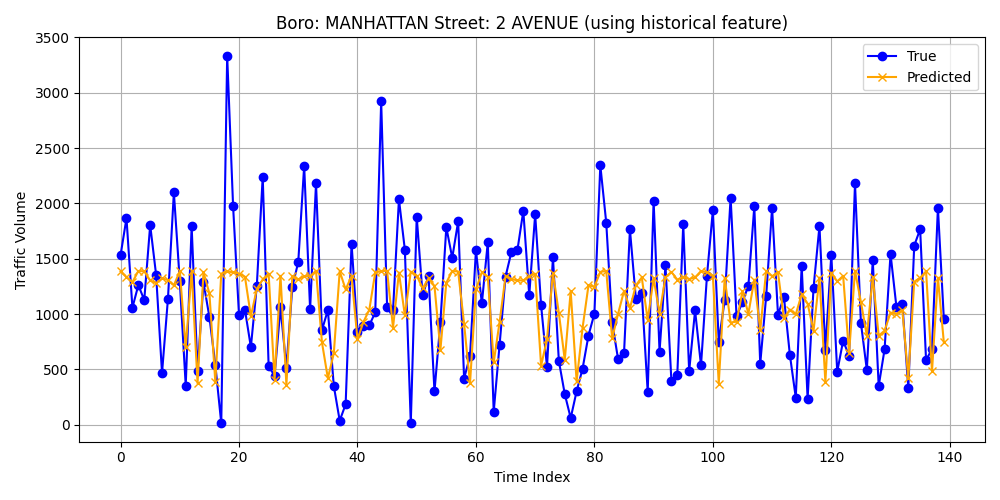 Boro: MANHATTAN Street: 2 AVENUE (using historical feature)
True
Predicted
Traffic Volume
3500
3000
2500
2000
1500
1000
500
0
0 20 40 60 80 100 120 140
Time Index